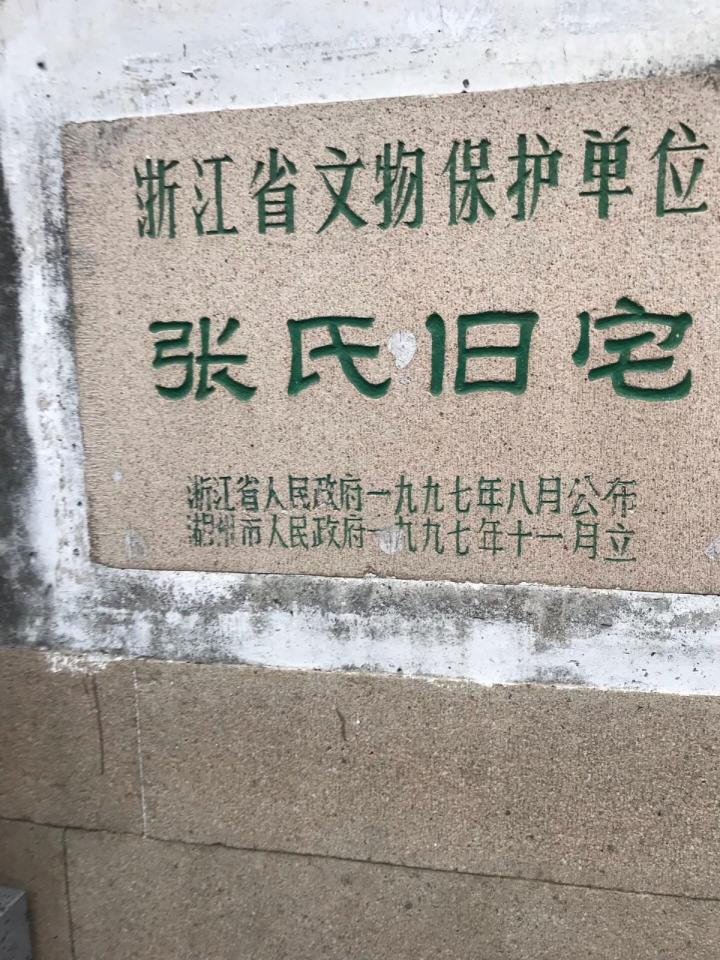 浙江省文物保护单位
张氏旧宅
浙江省人民政府一九九七年八月公布
湖州市人民政府一九九七年十一月立